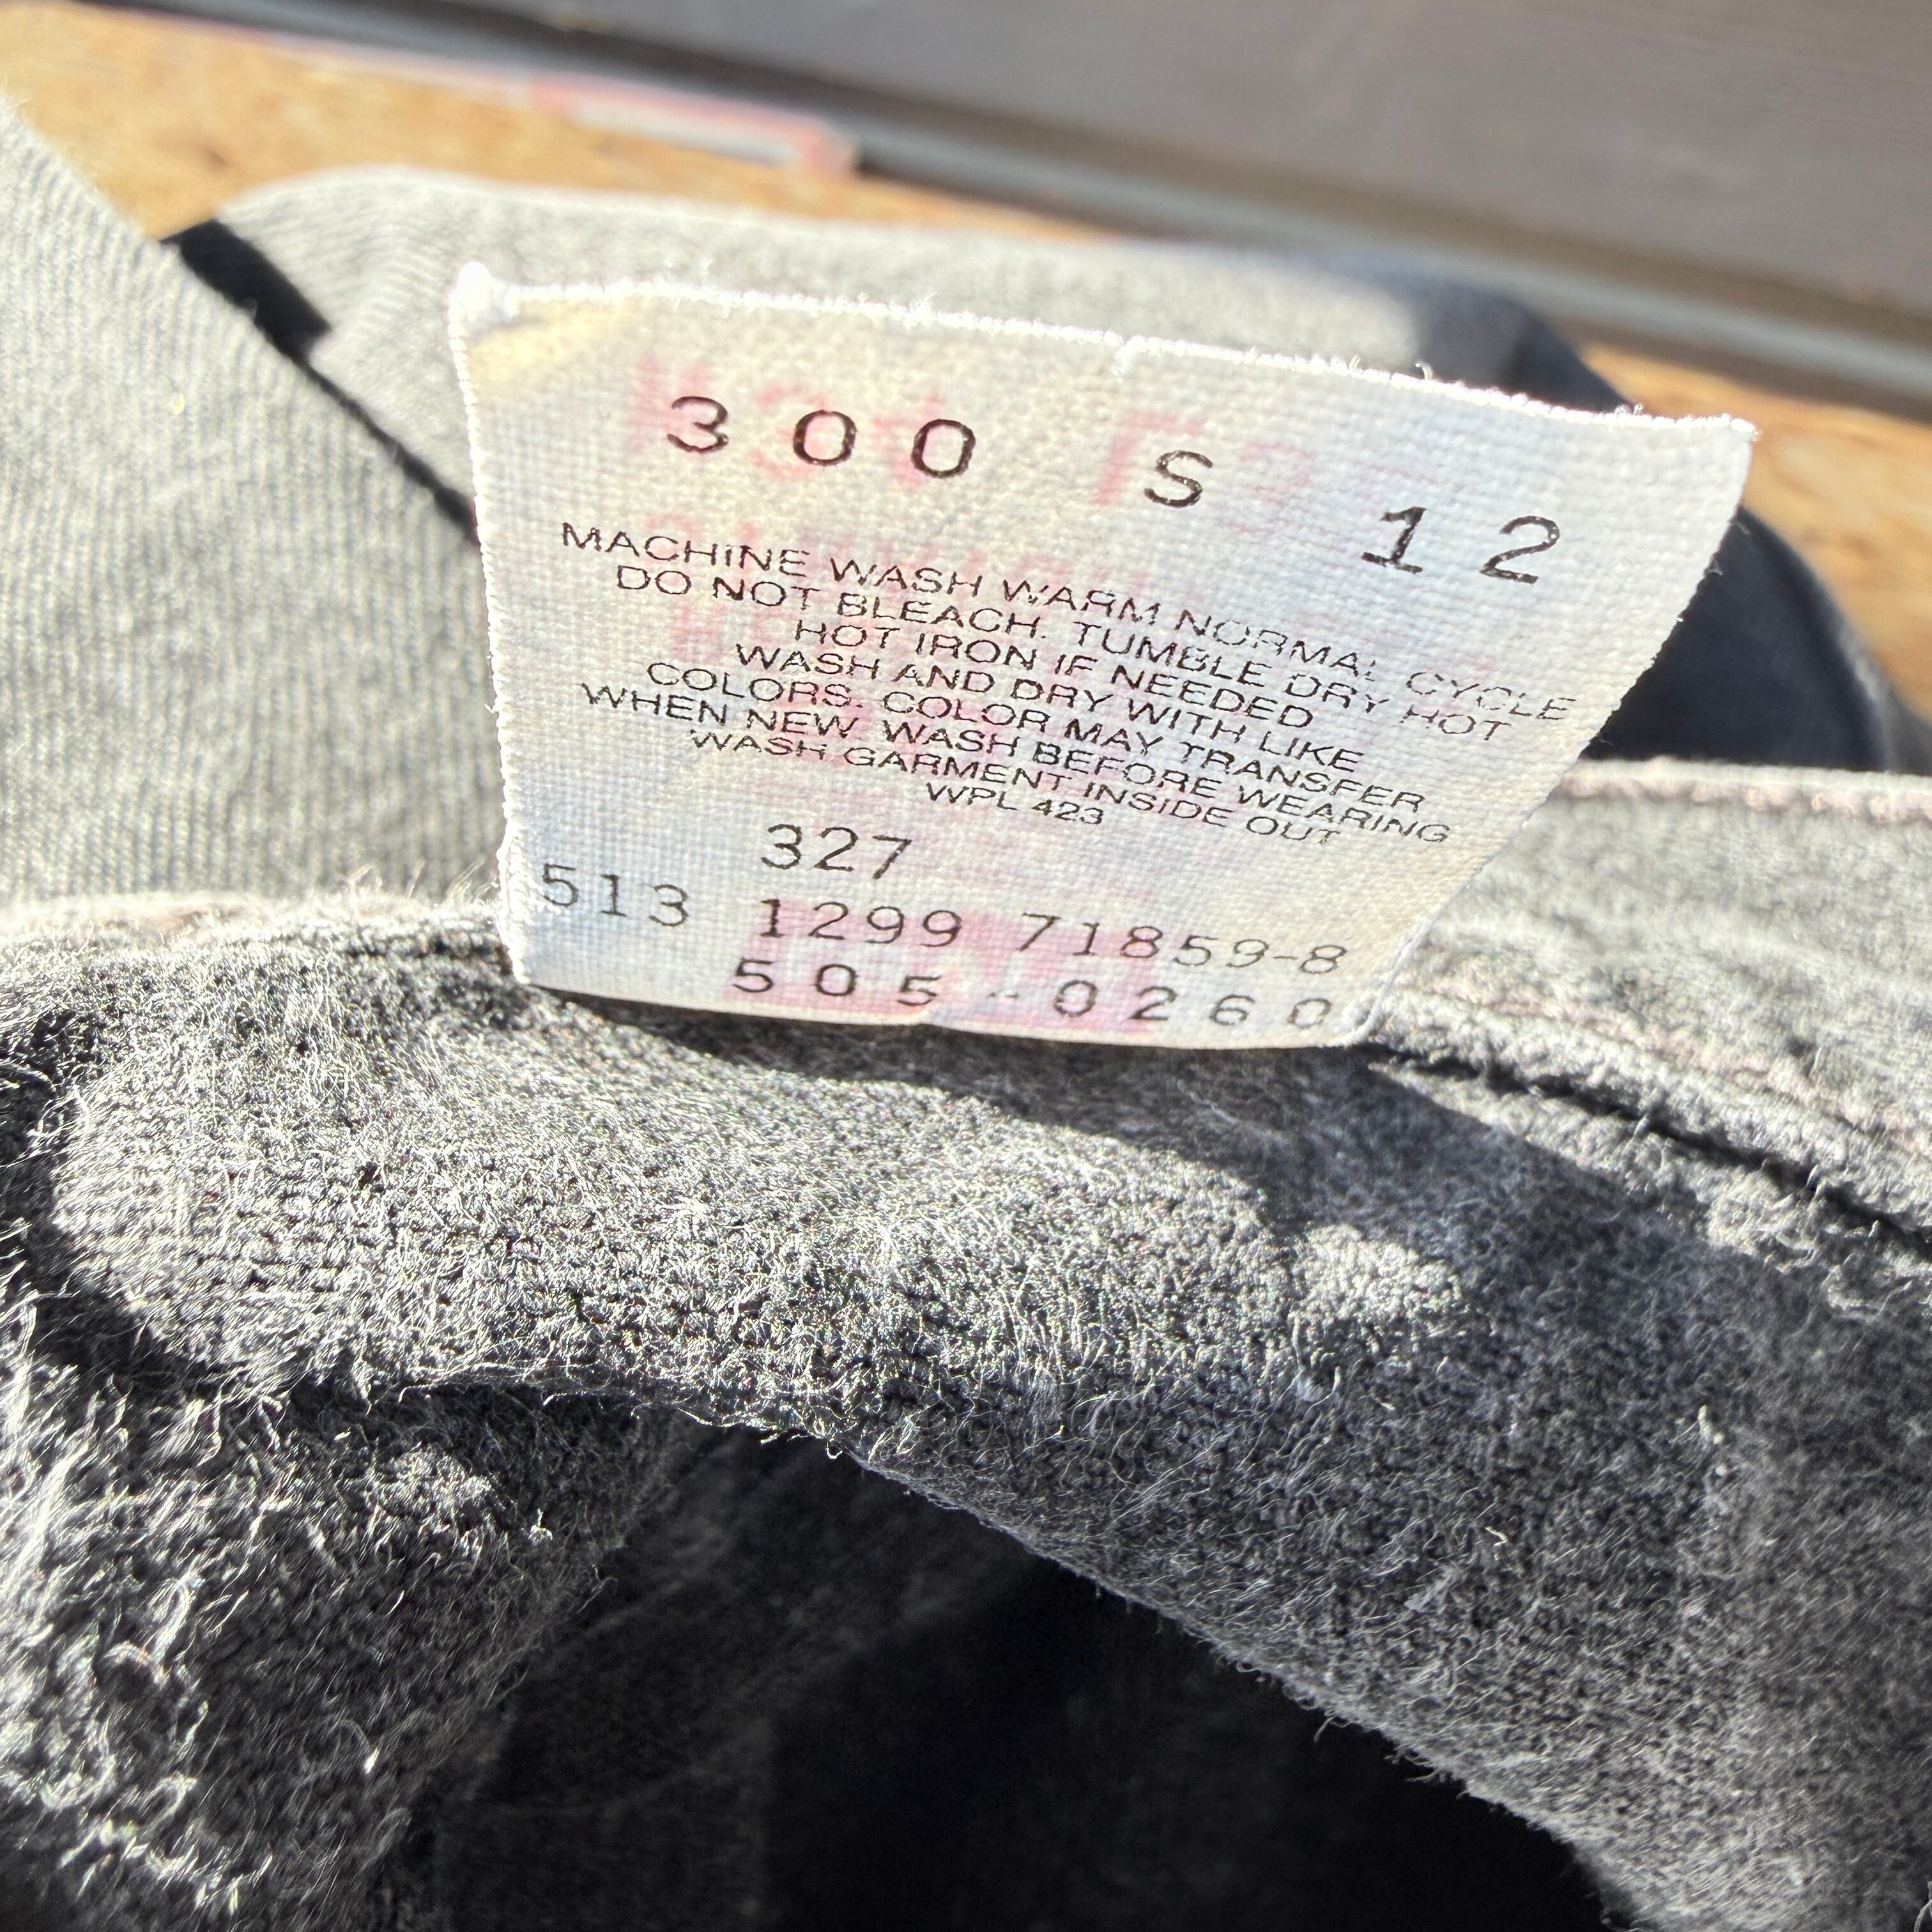 300 S 12
MACHINE WASH WARM NORMAL CYCLE
DO NOT BLEACH. TUMBLE DRY HOT
HOT IRON IF NEEDED
WASH AND DRY WITH LIKE
COLORS. COLOR MAY TRANSFER
WHEN NEW. WASH BEFORE WEARING
WASH GARMENT INSIDE OUT
WPL 423
327
513 1299 71859-8
505-0260